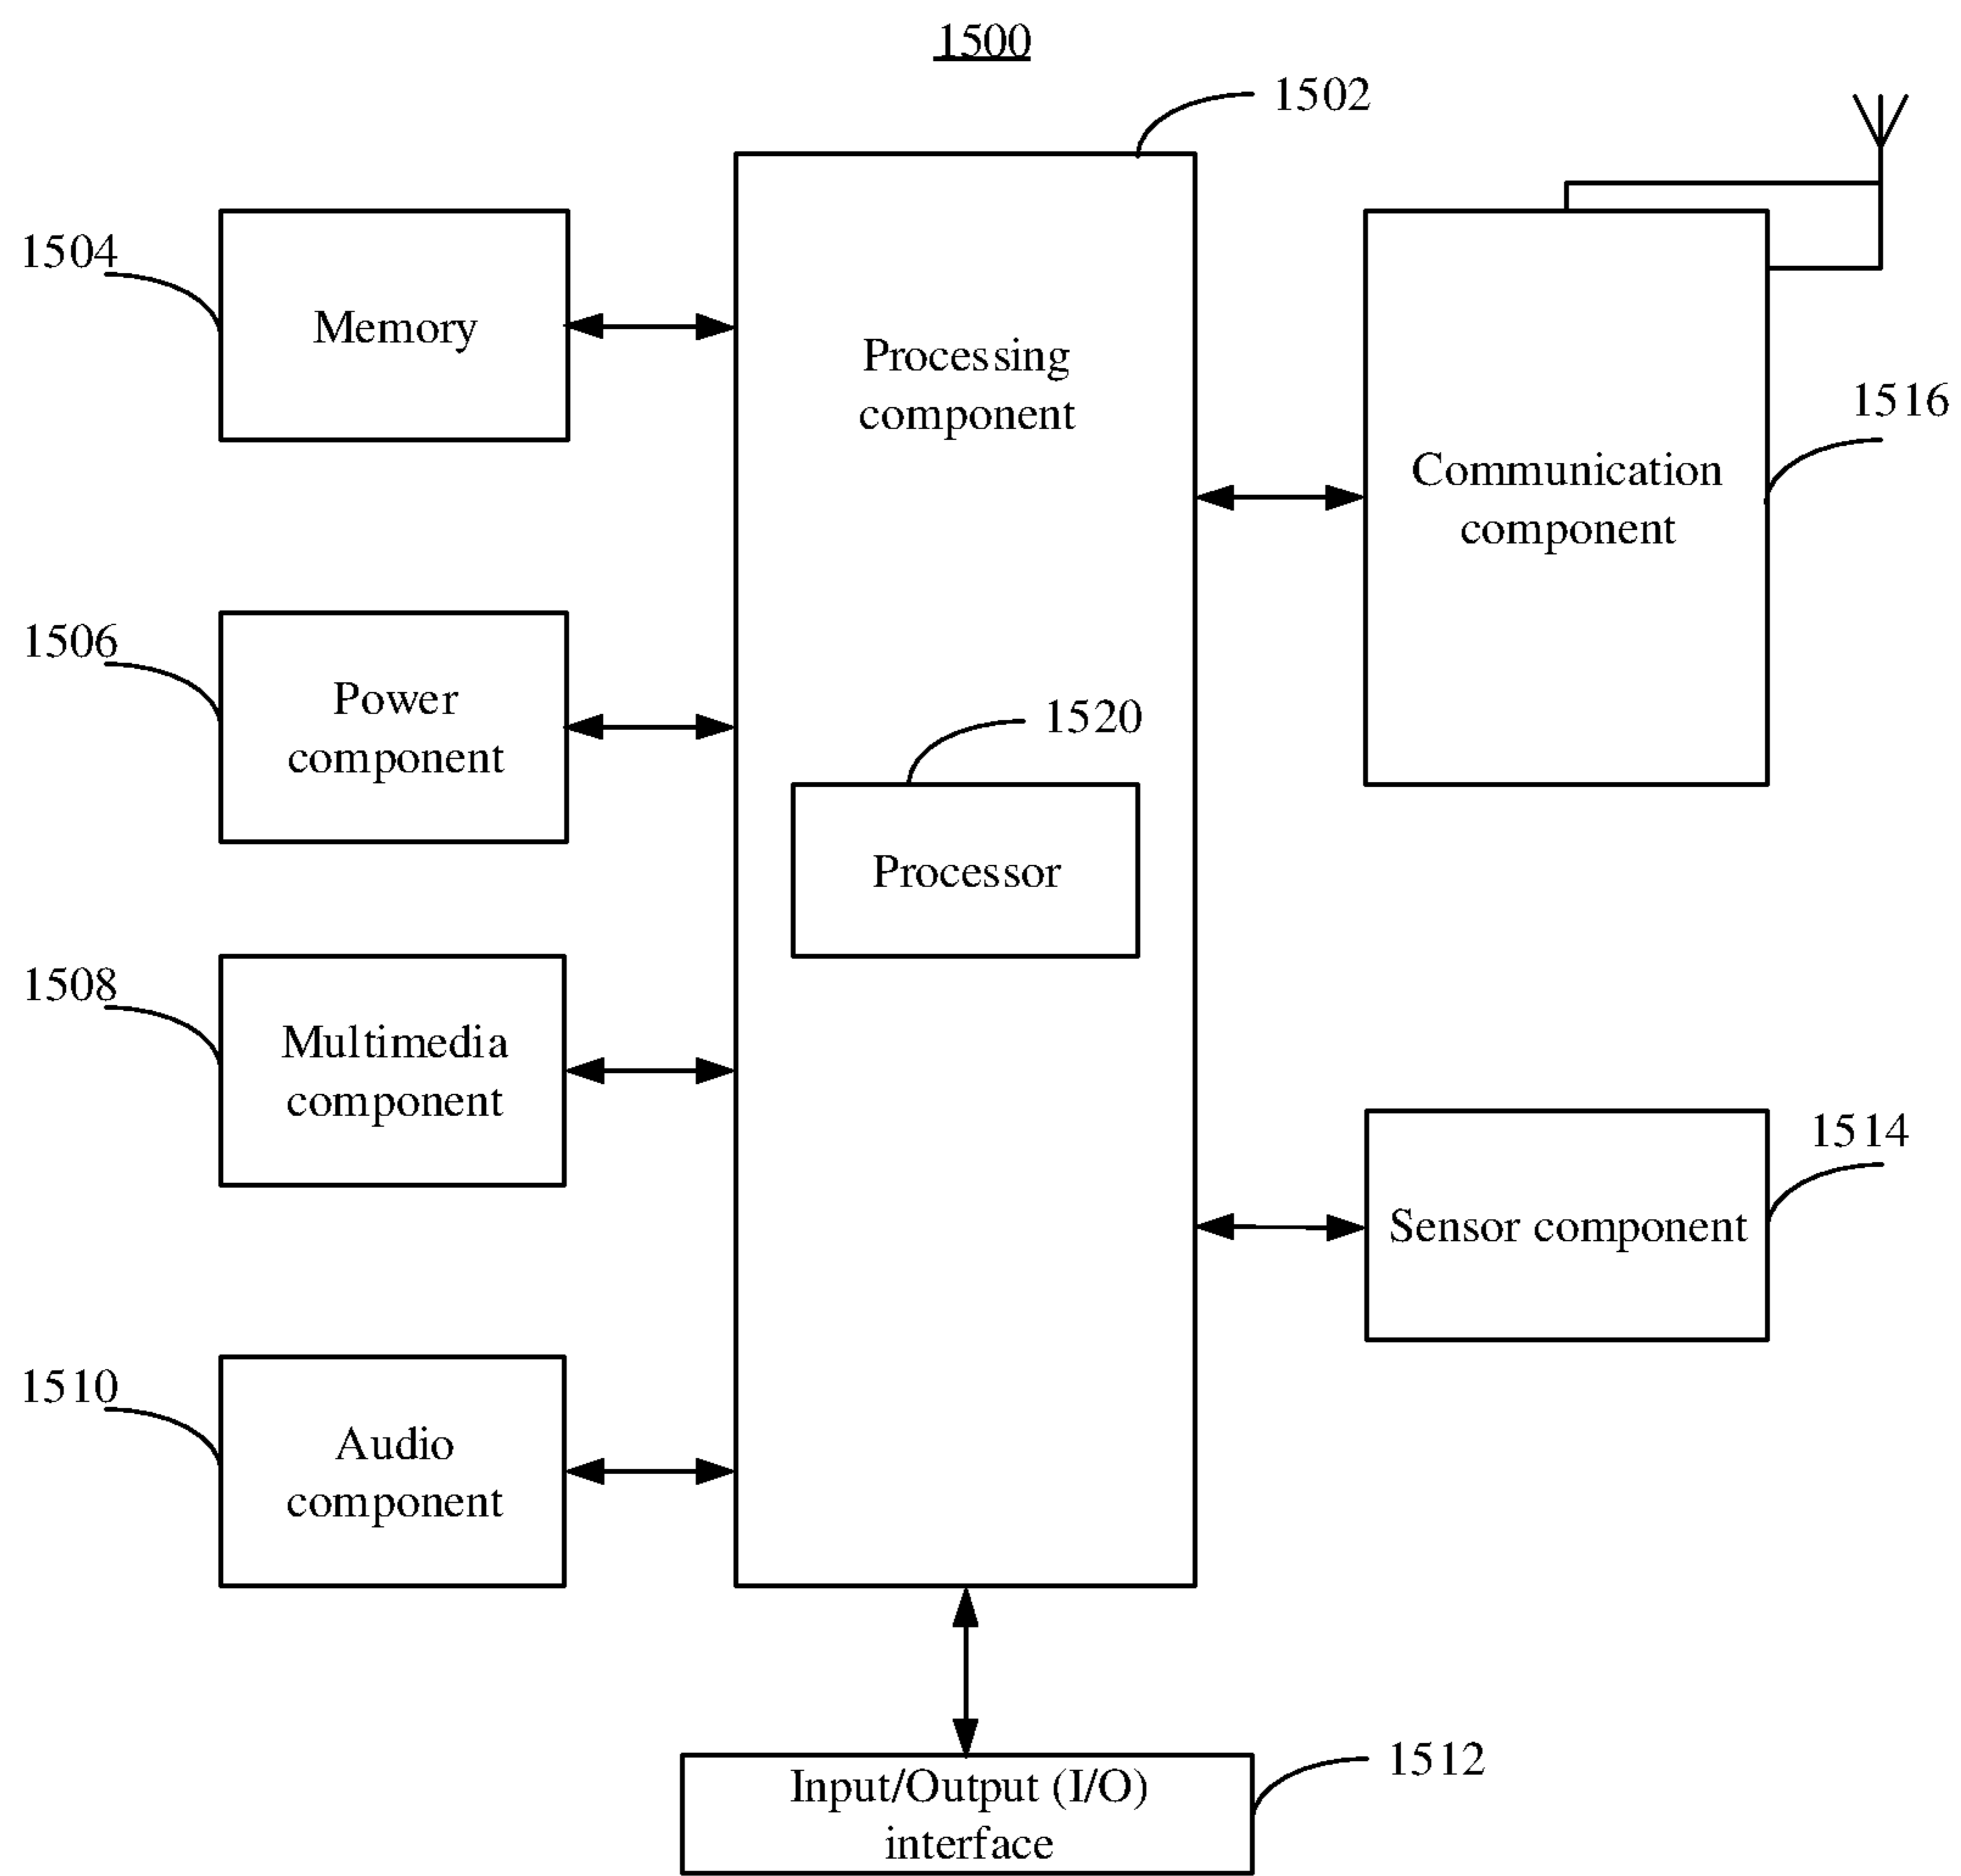 1500
1502
1504
Memory
Processing
component
1516
Communication
component
1506
Power
component
1520
Processor
1508
Multimedia
component
1514
Sensor component
1510
Audio
component
1512
Input/Output (I/O)
interface